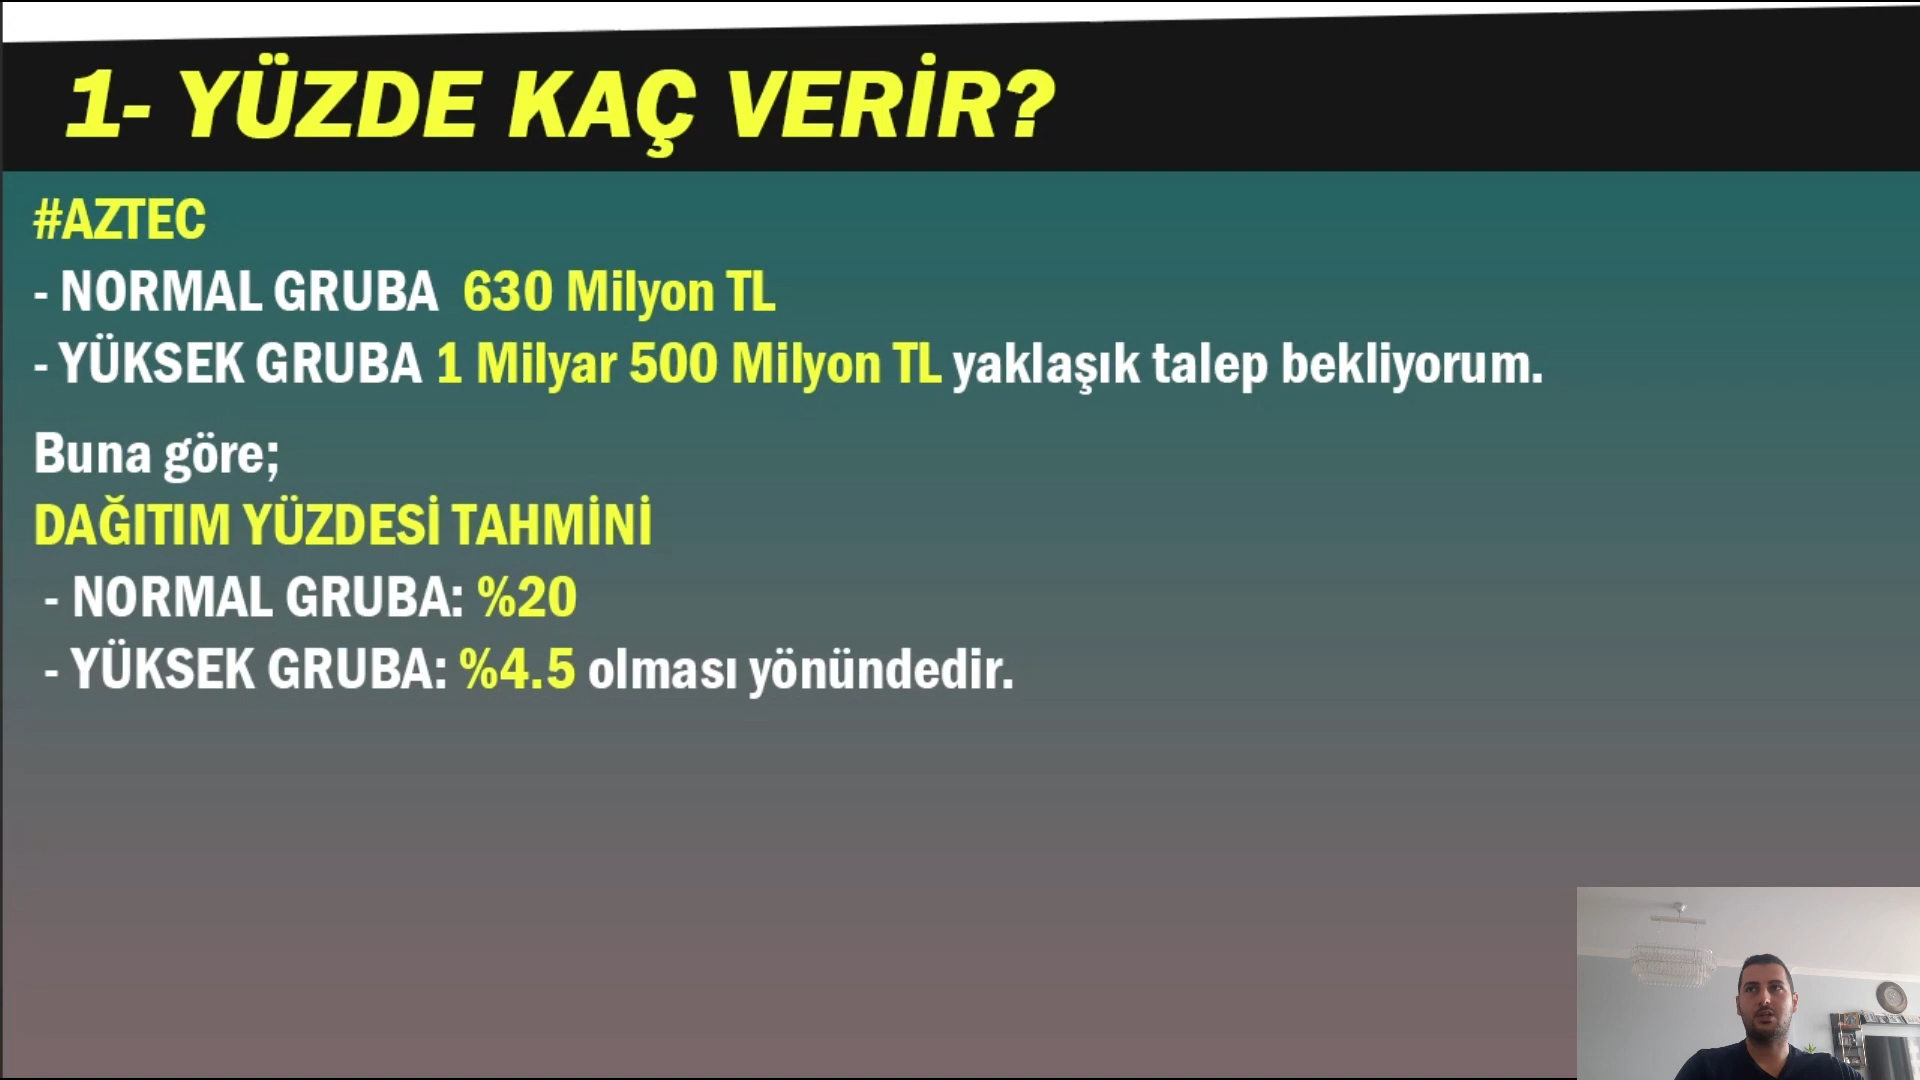 1- YÜZDE KAÇ VERİR?
#AZTEC
- NORMAL GRUBA 630 Milyon TL
- YÜKSEK GRUBA 1 Milyar 500 Milyon TL yaklaşık talep bekliyorum.
Buna göre;
DAĞITIM YÜZDESİ TAHMİNİ
- NORMAL GRUBA: %20
- YÜKSEK GRUBA: %4.5 olması yönündedir.